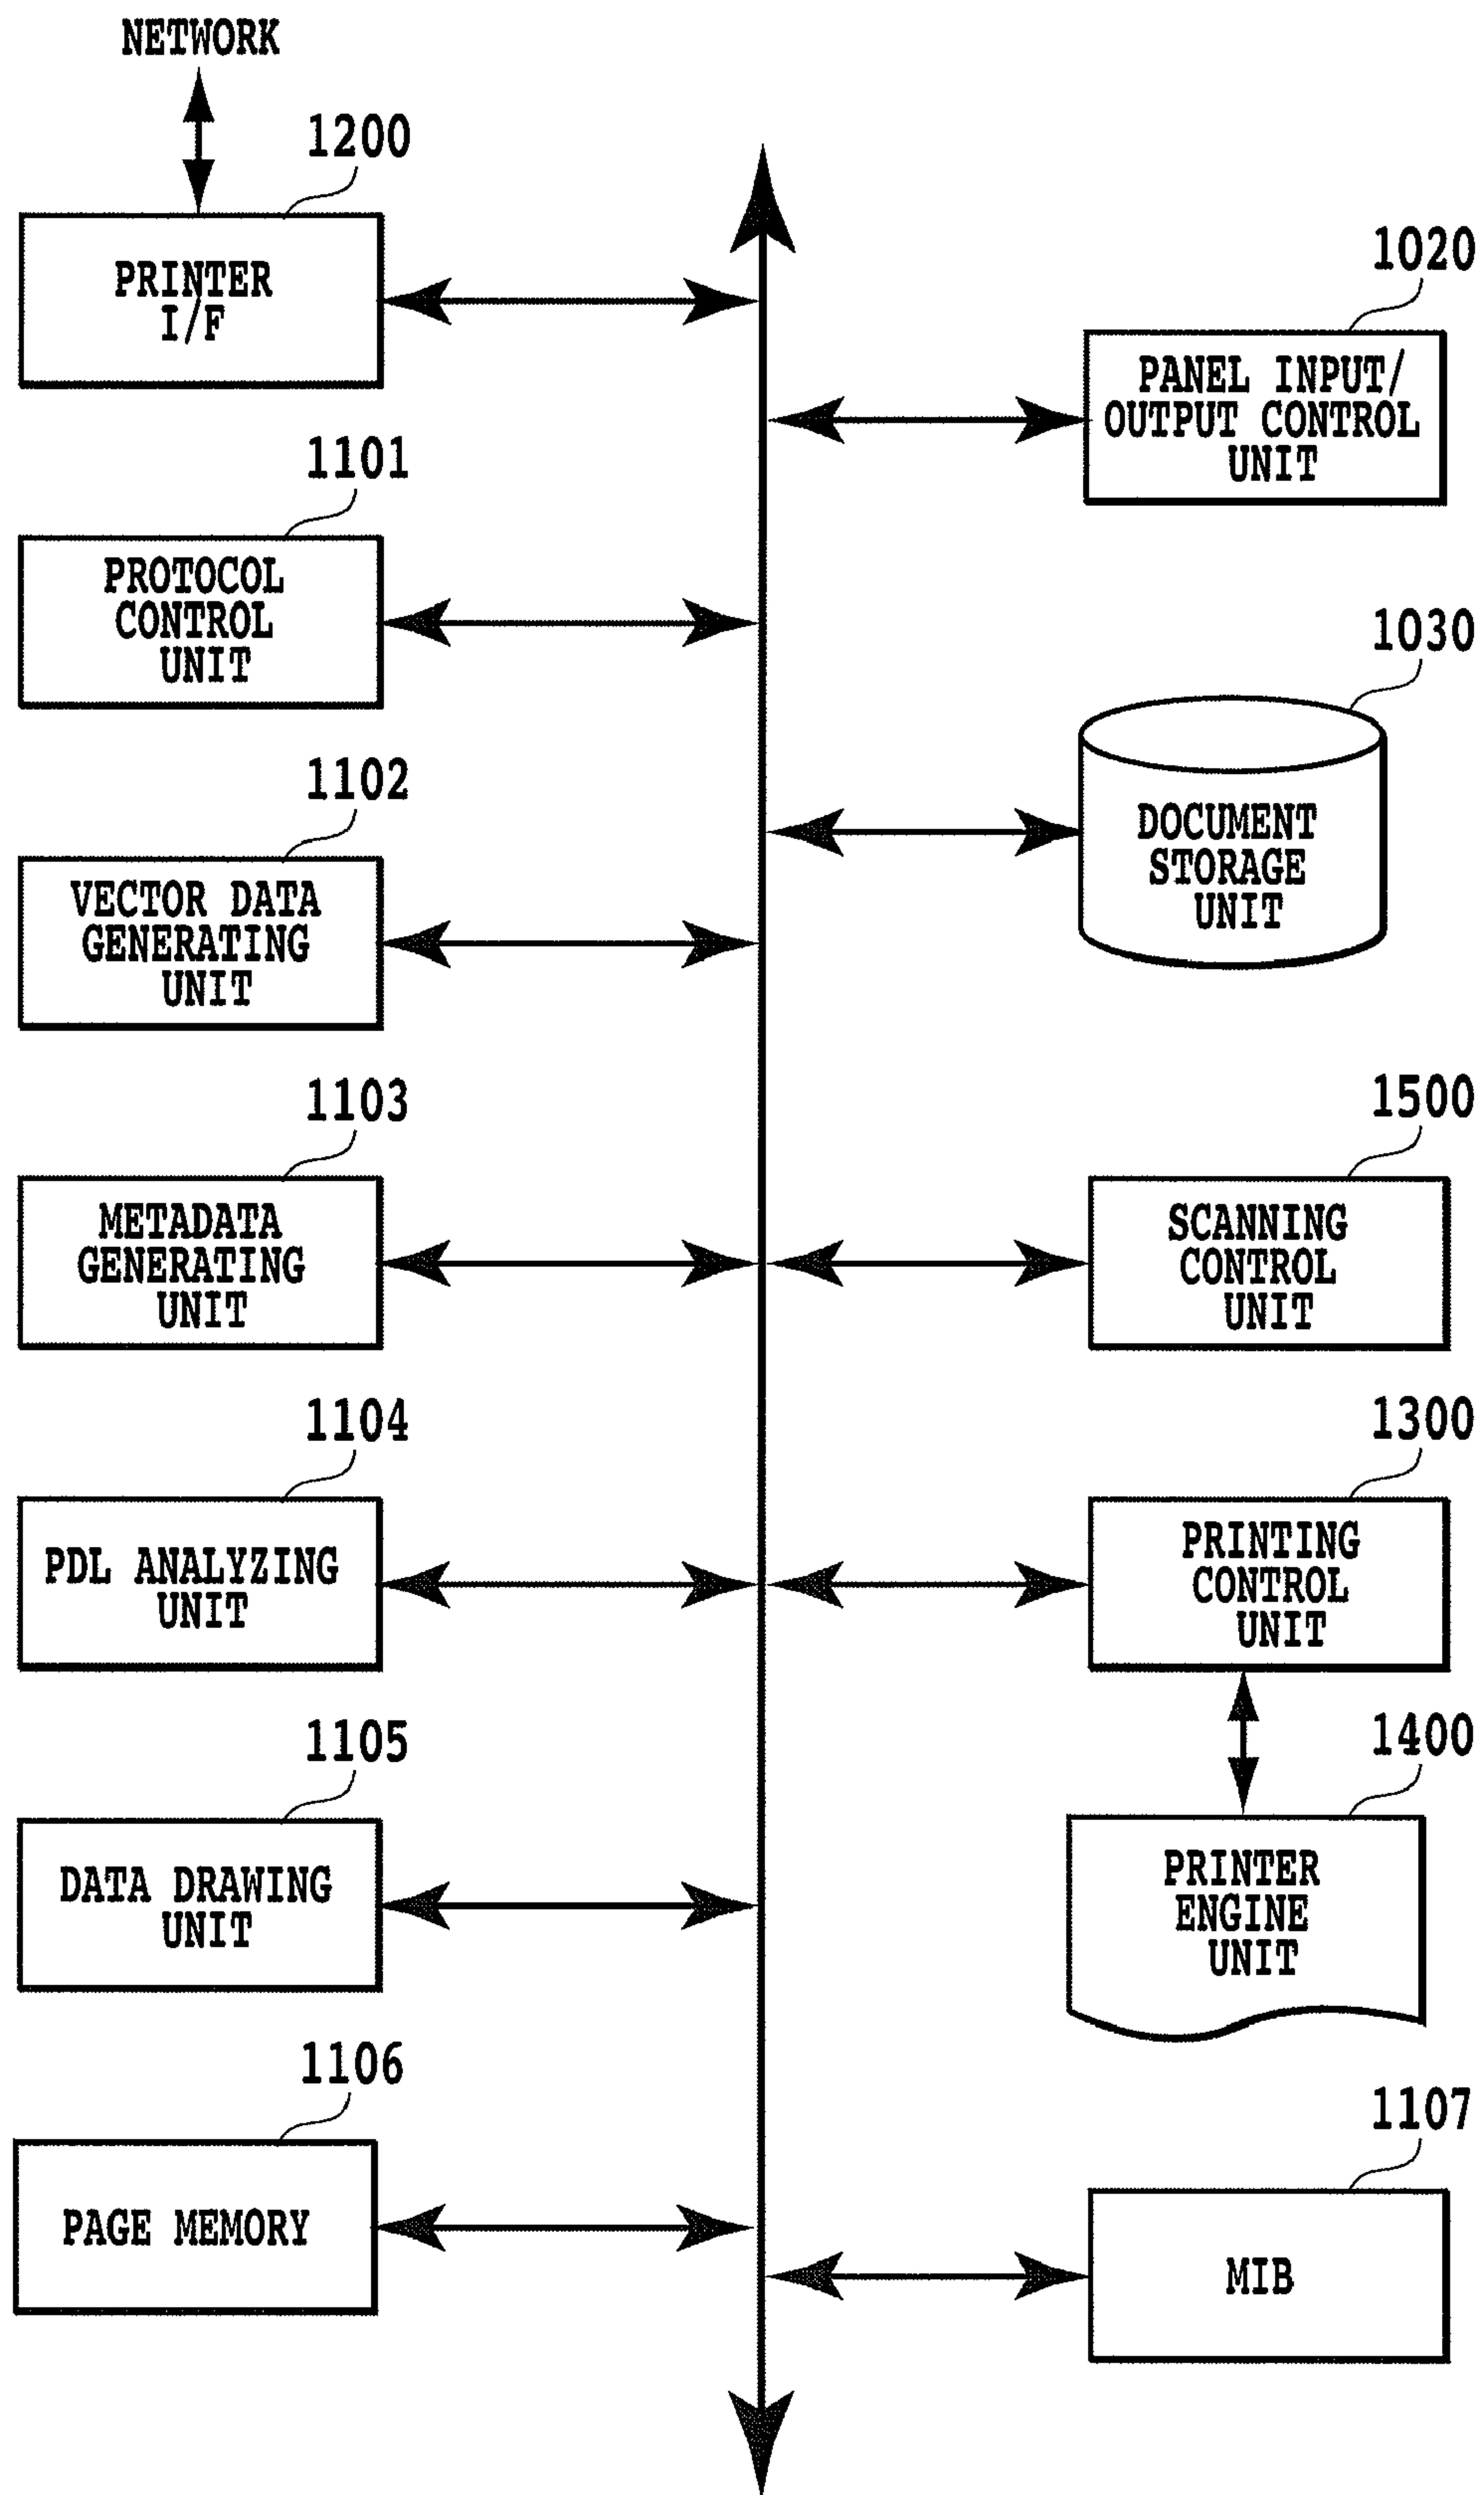 NETWORK
1200
PRINTER
I/F
1101
PROTOCOL
CONTROL
UNIT
1102
VECTOR DATA
GENERATING
UNIT
1103
METADATA
GENERATING
UNIT
1104
PDL ANALYZING
UNIT
1105
DATA DRAWING
UNIT
1106
PAGE MEMORY
1020
PANEL INPUT/
OUTPUT CONTROL
UNIT
1030
DOCUMENT
STORAGE
UNIT
1500
SCANNING
CONTROL
UNIT
1300
PRINTING
CONTROL
UNIT
1400
PRINTER
ENGINE
UNIT
1107
MIB